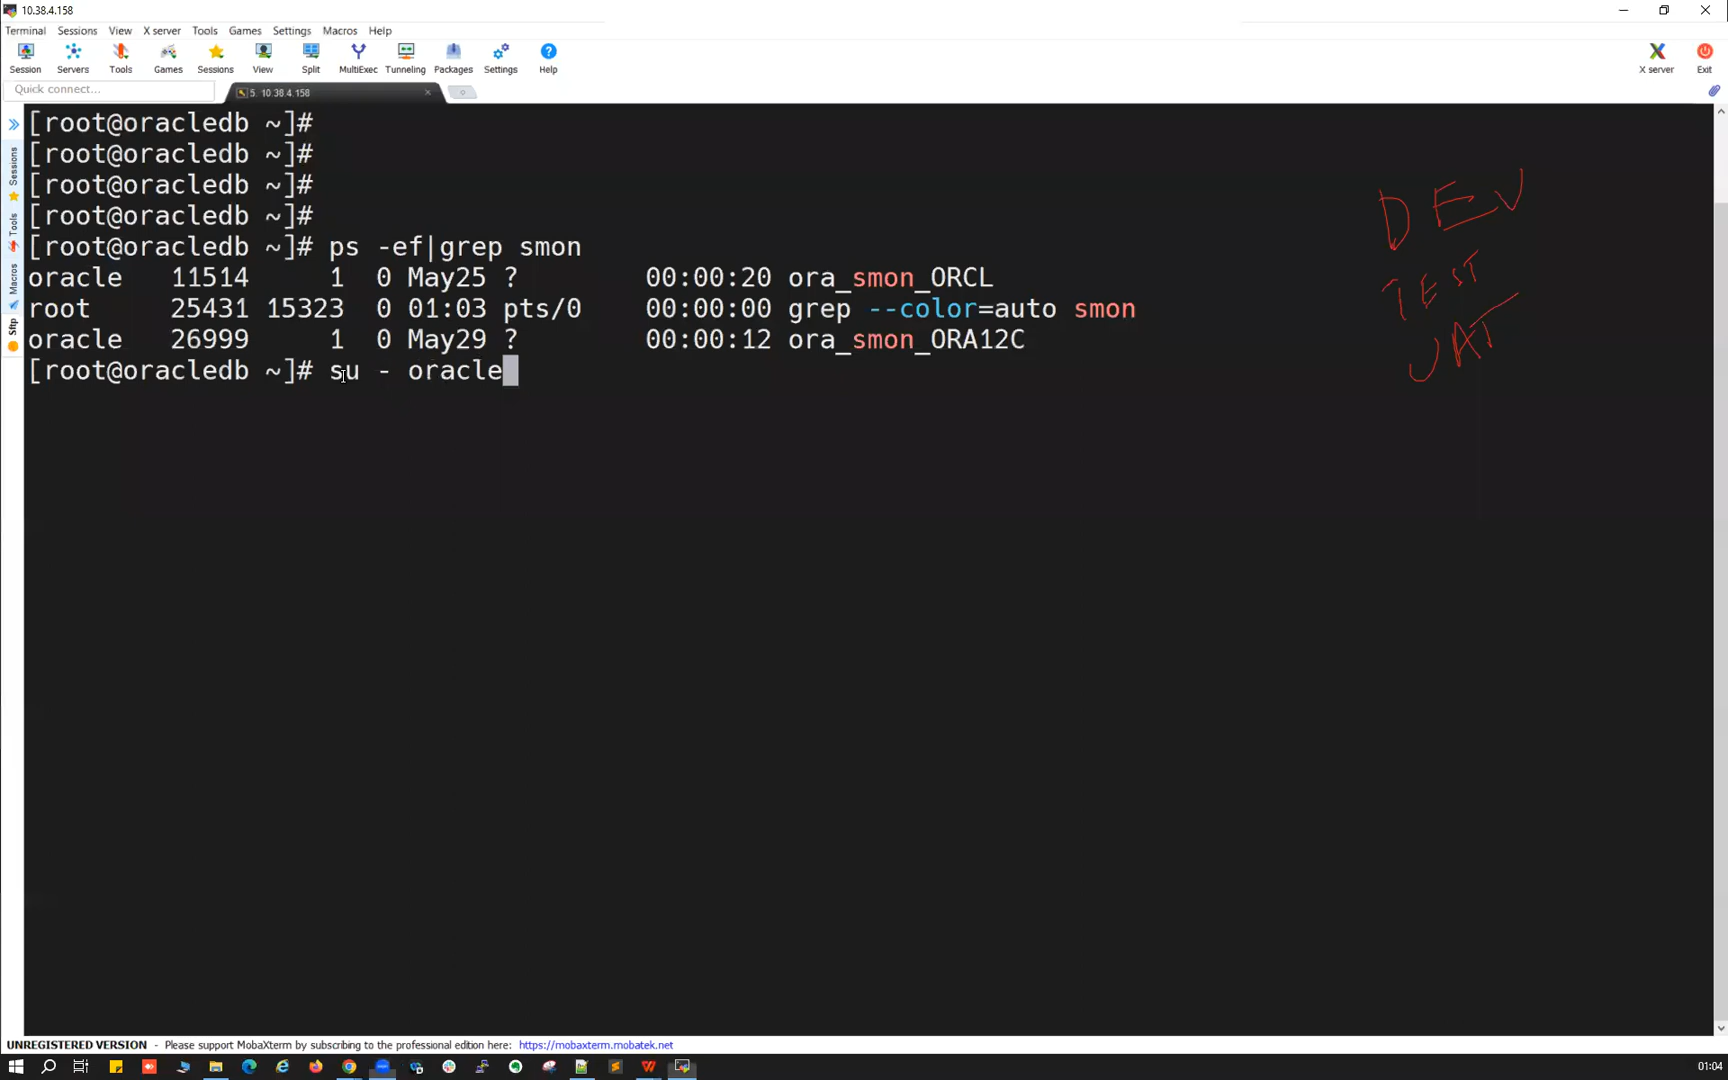 10.38.4.158
Terminal Sessions View X server Tools Games Settings Macros Help
Session Servers Tools Games Sessions View Split MultiExec Tunneling Packages Settings Help X server Exit
Quick connect...
5. 10.38.4.158
Sessions
Tools
Macros
Sftp
[root@oracledb ~]#
[root@oracledb ~]#
[root@oracledb ~]#
[root@oracledb ~]#
[root@oracledb ~]# ps -ef|grep smon
oracle 11514 1 0 May25 ? 00:00:20 ora_smon_ORCL
root 25431 15323 0 01:03 pts/0 00:00:00 grep --color=auto smon
oracle 26999 1 0 May29 ? 00:00:12 ora_smon_ORA12C
[root@oracledb ~]# su - oracle
DEV
TEST
UAT
UNREGISTERED VERSION - Please support MobaXterm by subscribing to the professional edition here: https://mobaxterm.mobatek.net
01:04